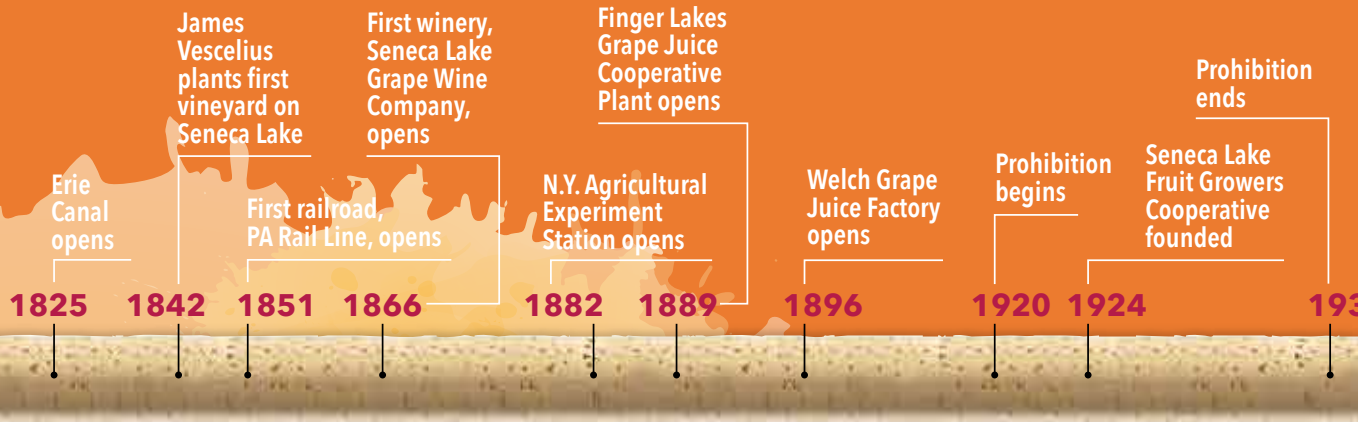 James
Vescelius
plants first
vineyard on
Seneca Lake
First winery,
Seneca Lake
Grape Wine
Company,
opens
Finger Lakes
Grape Juice
Cooperative
Plant opens
Prohibition
ends
Erie
Canal
opens
First railroad,
PA Rail Line, opens
N.Y. Agricultural
Experiment
Station opens
Welch Grape
Juice Factory
opens
Prohibition
begins
Seneca Lake
Fruit Growers
Cooperative
founded
1825 1842 1851 1866 1882 1889 1896 1920 1924